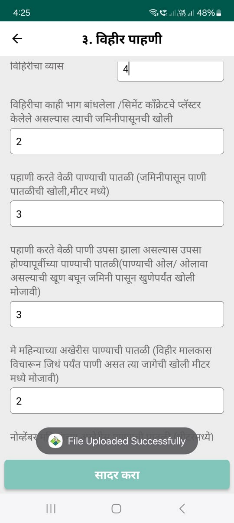 4:25 48%
३. विहीर पाहणी
विहिरीचा व्यास
4
विहिरीचा काही भाग बांधलेला /सिमेंट काँक्रेटचे प्लॅस्टर
केलेले असल्यास त्याची जमिनीपासूनची खोली
2
पहाणी करते वेळी पाण्याची पातळी (जमिनीपासून पाणी
पातळीची खोली,मीटर मध्ये)
3
पहाणी करते वेळी पाणी उपसा झाला असल्यास उपसा
होण्यापूर्वीच्या पाण्याची पातळी(पाण्याची ओल/ ओलावा
असल्याची खूण बघून जमिनी पासून खुणेपर्यंत खोली
मोजावी)
3
मे महिन्याच्या अखेरीस पाण्याची पातळी (विहीर मालकास
विचारून जिथं पर्यंत पाणी असत त्या जागेची खोली मीटर
मध्ये मोजावी)
2
नोव्हेंबर मध्ये)
File Uploaded Successfully
सादर करा